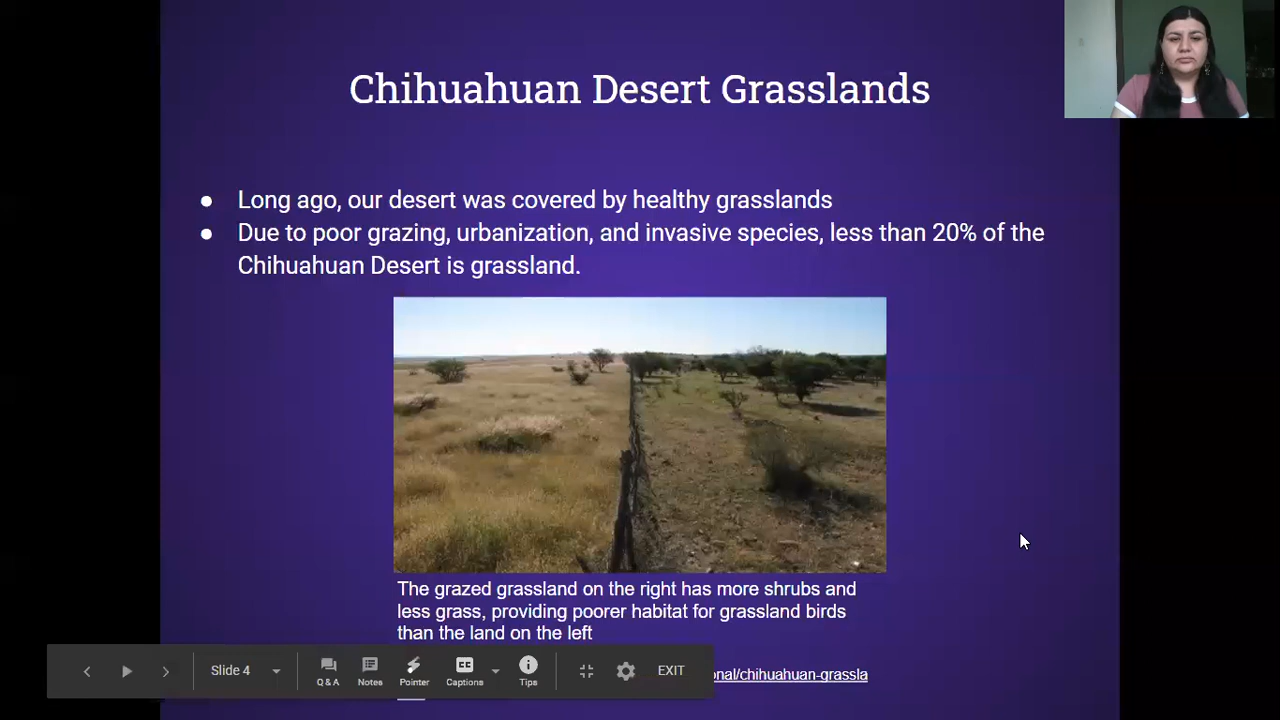 Chihuahuan Desert Grasslands
● Long ago, our desert was covered by healthy grasslands
● Due to poor grazing, urbanization, and invasive species, less than 20% of the
Chihuahuan Desert is grassland.
The grazed grassland on the right has more shrubs and
less grass, providing poorer habitat for grassland birds
than the land on the left
onal/chihuahuan-grassla
Slide 4
Q & A
Notes
Pointer
CC
Captions
Tips
EXIT